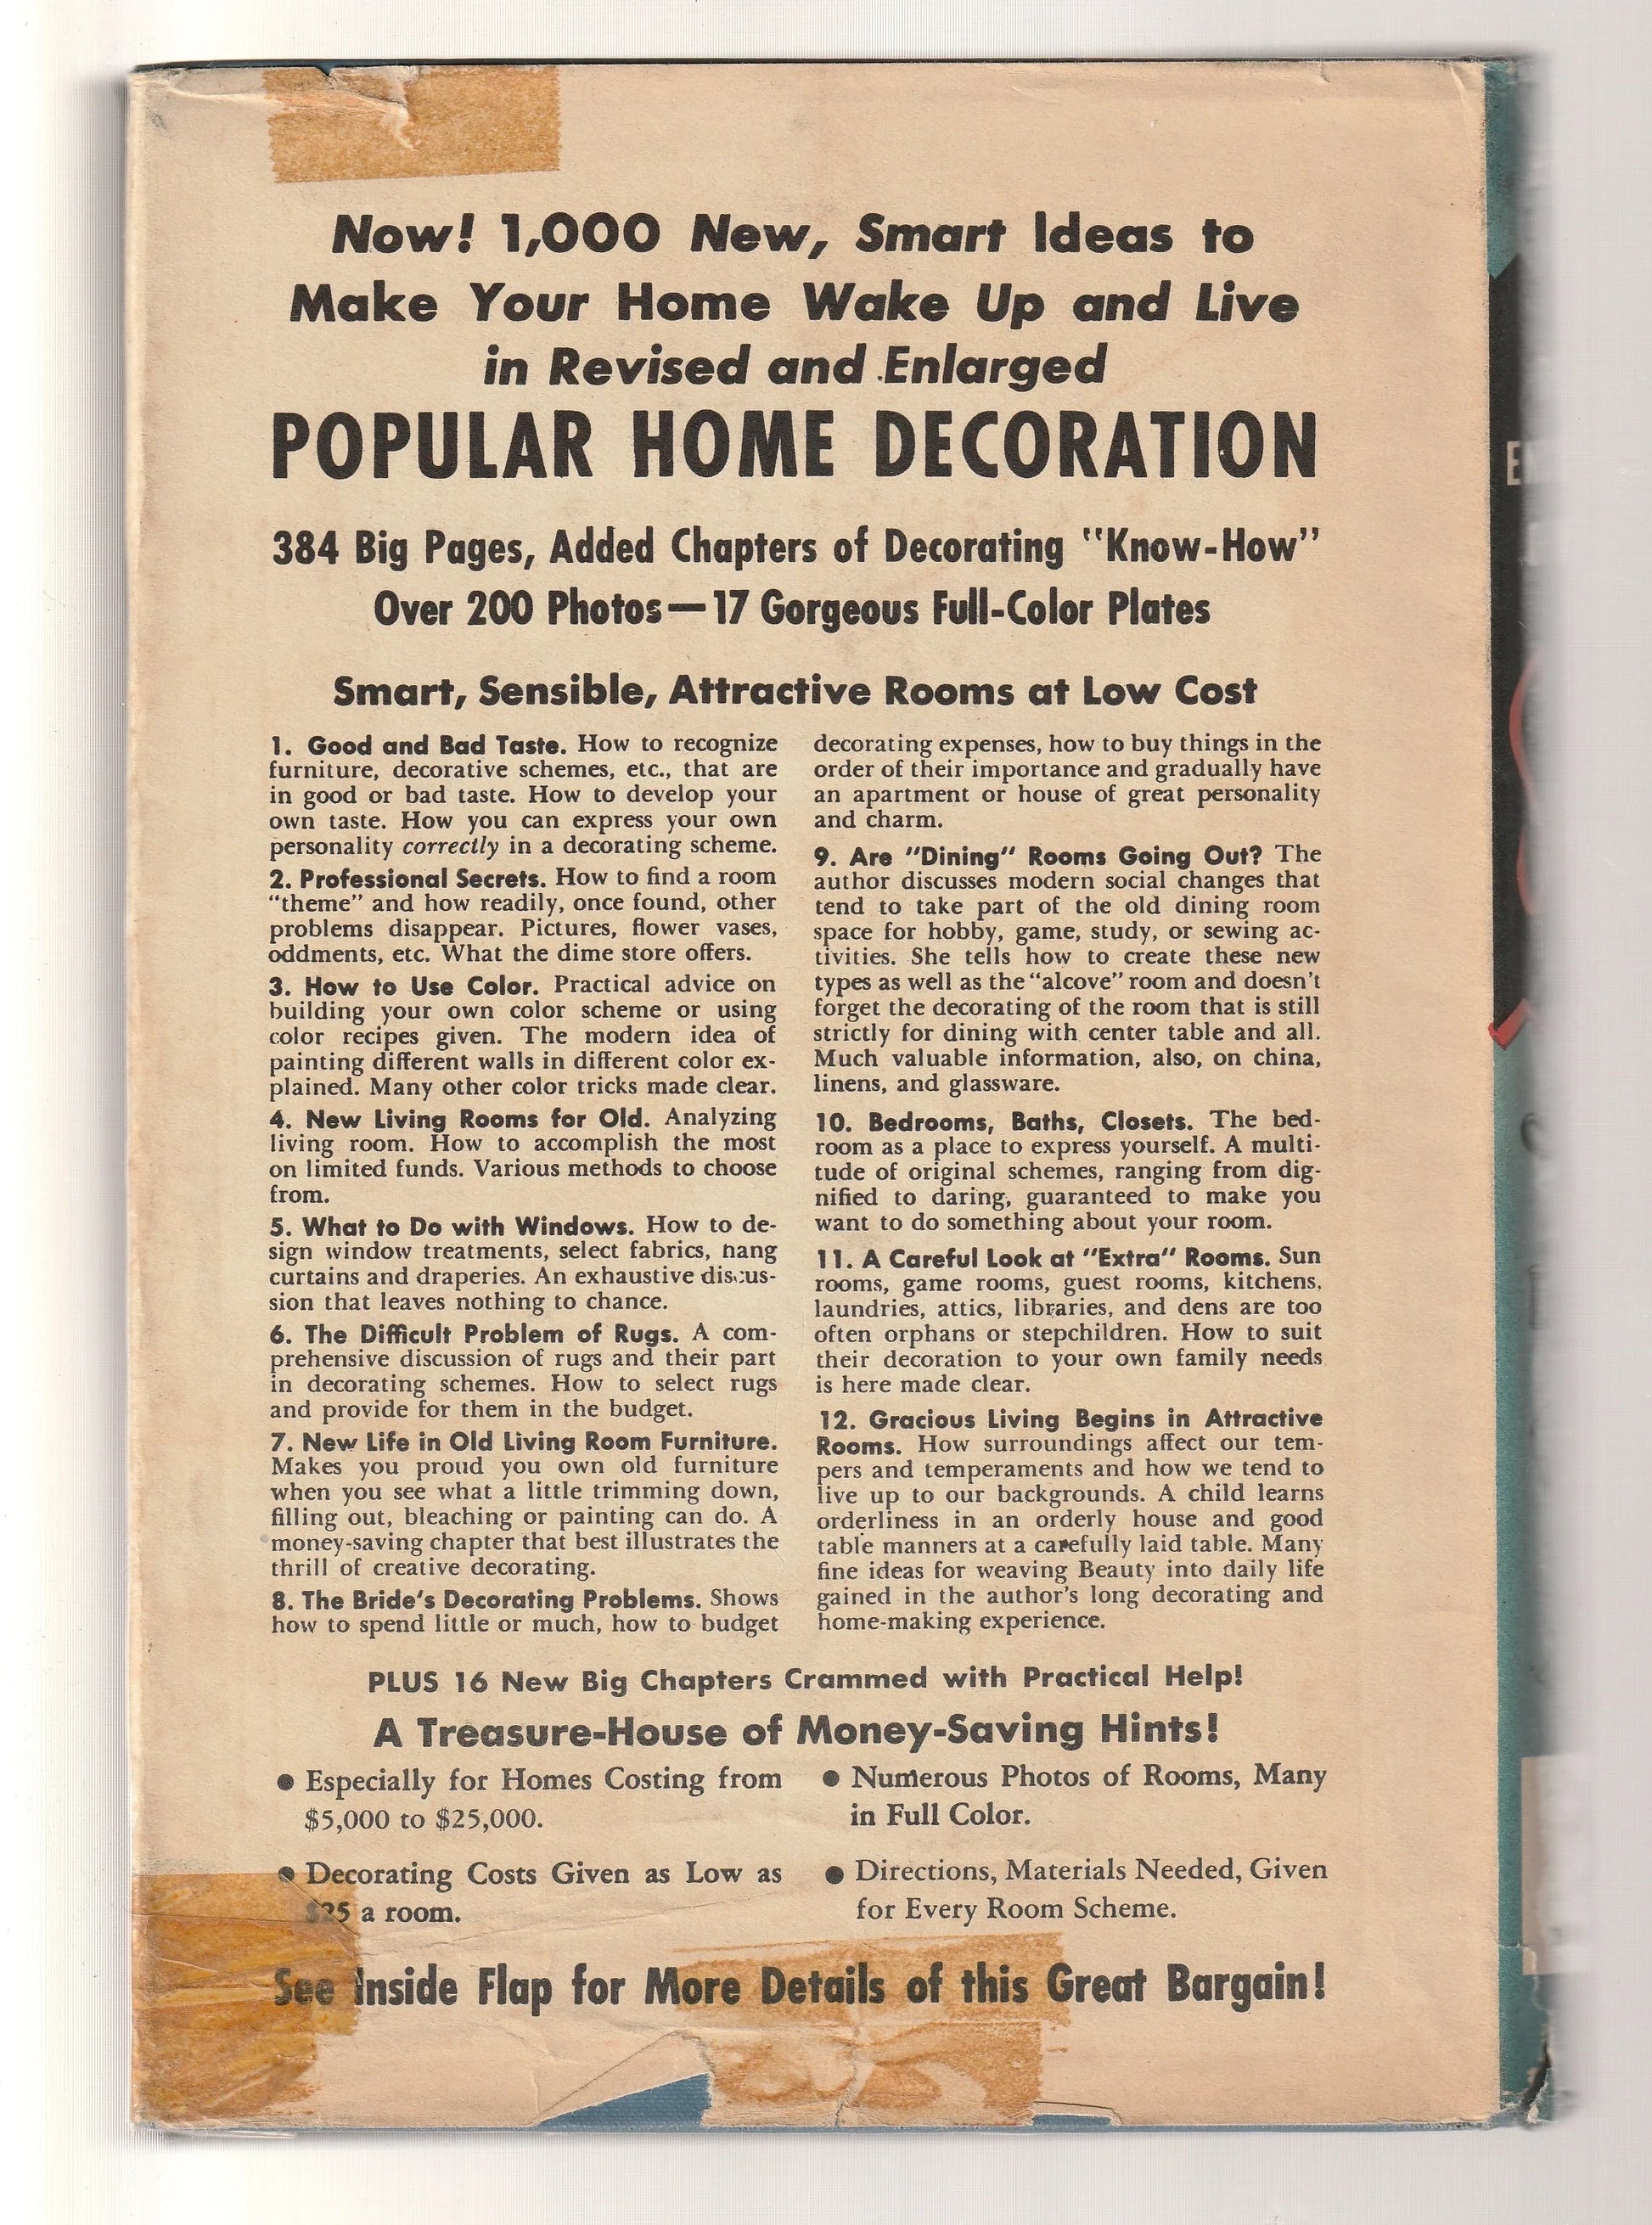 Now! 1,000 New, Smart Ideas to
Make Your Home Wake Up and Live
in Revised and Enlarged
POPULAR HOME DECORATION
384 Big Pages, Added Chapters of Decorating "Know-How"
Over 200 Photos—17 Gorgeous Full-Color Plates
Smart, Sensible, Attractive Rooms at Low Cost
1. Good and Bad Taste. How to recognize
furniture, decorative schemes, etc., that are
in good or bad taste. How to develop your
own taste. How you can express your own
personality correctly in a decorating scheme.
2. Professional Secrets. How to find a room
"theme" and how readily, once found, other
problems disappear. Pictures, flower vases,
oddments, etc. What the dime store offers.
3. How to Use Color. Practical advice on
building your own color scheme or using
color recipes given. The modern idea of
painting different walls in different color ex-
plained. Many other color tricks made clear.
4. New Living Rooms for Old. Analyzing
living room. How to accomplish the most
on limited funds. Various methods to choose
from.
5. What to Do with Windows. How to de-
sign window treatments, select fabrics, hang
curtains and draperies. An exhaustive discus-
sion that leaves nothing to chance.
6. The Difficult Problem of Rugs. A com-
prehensive discussion of rugs and their part
in decorating schemes. How to select rugs
and provide for them in the budget.
7. New Life in Old Living Room Furniture.
Makes you proud you own old furniture
when you see what a little trimming down,
filling out, bleaching or painting can do. A
money-saving chapter that best illustrates the
thrill of creative decorating.
8. The Bride's Decorating Problems. Shows
how to spend little or much, how to budget
decorating expenses, how to buy things in the
order of their importance and gradually have
an apartment or house of great personality
and charm.
9. Are "Dining" Rooms Going Out? The
author discusses modern social changes that
tend to take part of the old dining room
space for hobby, game, study, or sewing ac-
tivities. She tells how to create these new
types as well as the "alcove" room and doesn't
forget the decorating of the room that is still
strictly for dining with center table and all.
Much valuable information, also, on china,
linens, and glassware.
10. Bedrooms, Baths, Closets. The bed-
room as a place to express yourself. A multi-
tude of original schemes, ranging from dig-
nified to daring, guaranteed to make you
want to do something about your room.
11. A Careful Look at "Extra" Rooms. Sun
rooms, game rooms, guest rooms, kitchens,
laundries, attics, libraries, and dens are too
often orphans or stepchildren. How to suit
their decoration to your own family needs
is here made clear.
12. Gracious Living Begins in Attractive
Rooms. How surroundings affect our tem-
pers and temperaments and how we tend to
live up to our backgrounds. A child learns
orderliness in an orderly house and good
table manners at a carefully laid table. Many
fine ideas for weaving Beauty into daily life
gained in the author's long decorating and
home-making experience.
PLUS 16 New Big Chapters Crammed with Practical Help!
A Treasure-House of Money-Saving Hints!
● Especially for Homes Costing from
$5,000 to $25,000.
● Decorating Costs Given as Low as
$25 a room.
● Numerous Photos of Rooms, Many
in Full Color.
● Directions, Materials Needed, Given
for Every Room Scheme.
See Inside Flap for More Details of this Great Bargain!